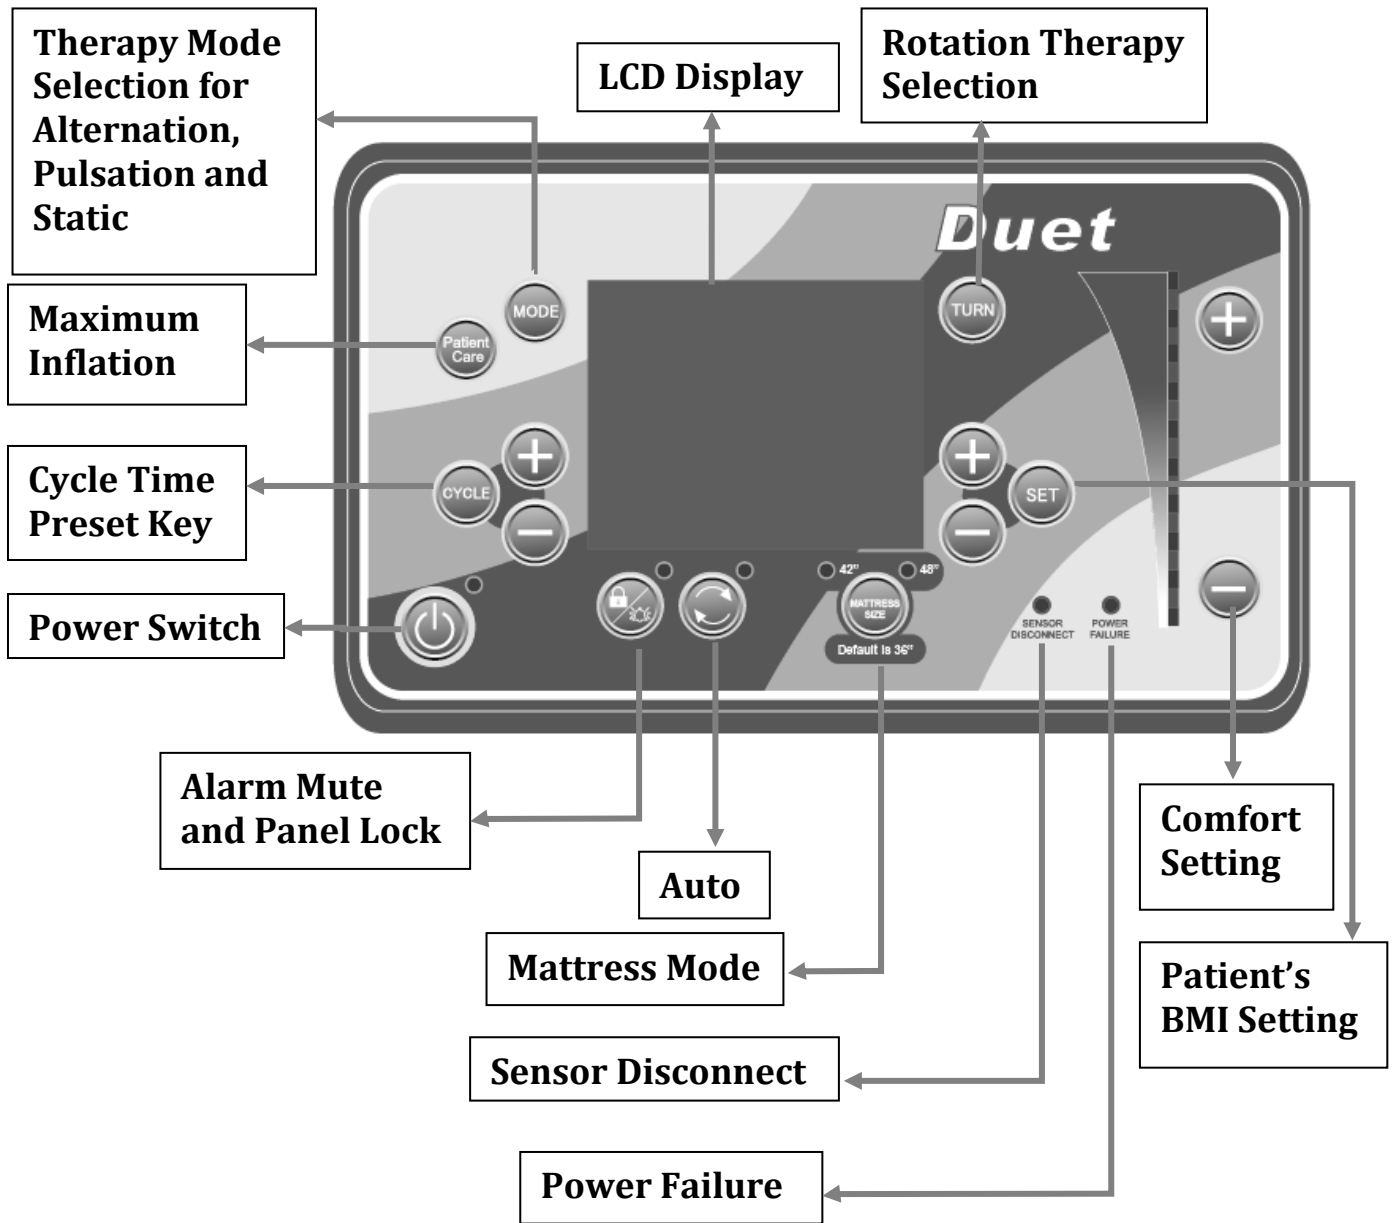 Therapy Mode
Selection for
Alternation,
Pulsation and
Static
LCD Display
Rotation Therapy
Selection
Duet
MODE
TURN
Patient
Care
Maximum
Inflation
CYCLE
SET
Cycle Time
Preset Key
42"
48"
MATTRESS
SIZE
Default is 36"
SENSOR
DISCONNECT
POWER
FAILURE
Power Switch
Alarm Mute
and Panel Lock
Auto
Comfort
Setting
Mattress Mode
Patient’s
BMI Setting
Sensor Disconnect
Power Failure